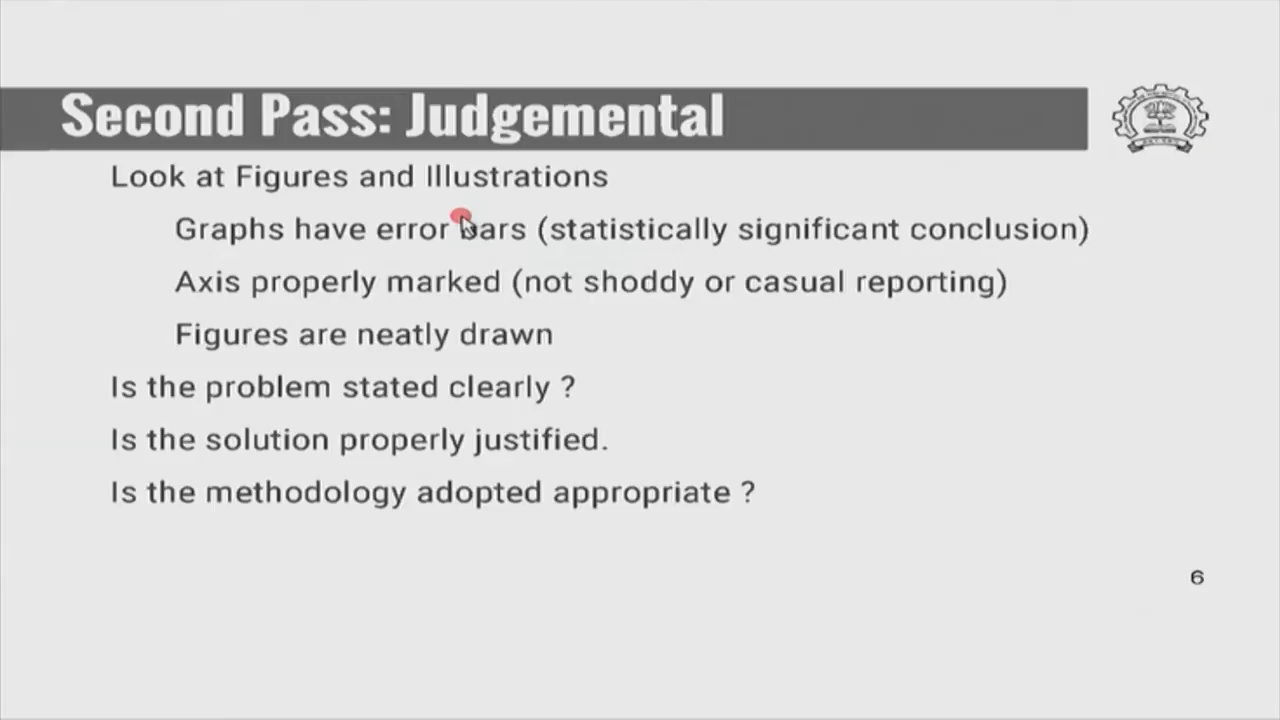 Second Pass: Judgemental
Look at Figures and Illustrations
Graphs have error bars (statistically significant conclusion)
Axis properly marked (not shoddy or casual reporting)
Figures are neatly drawn
Is the problem stated clearly ?
Is the solution properly justified.
Is the methodology adopted appropriate ?
6